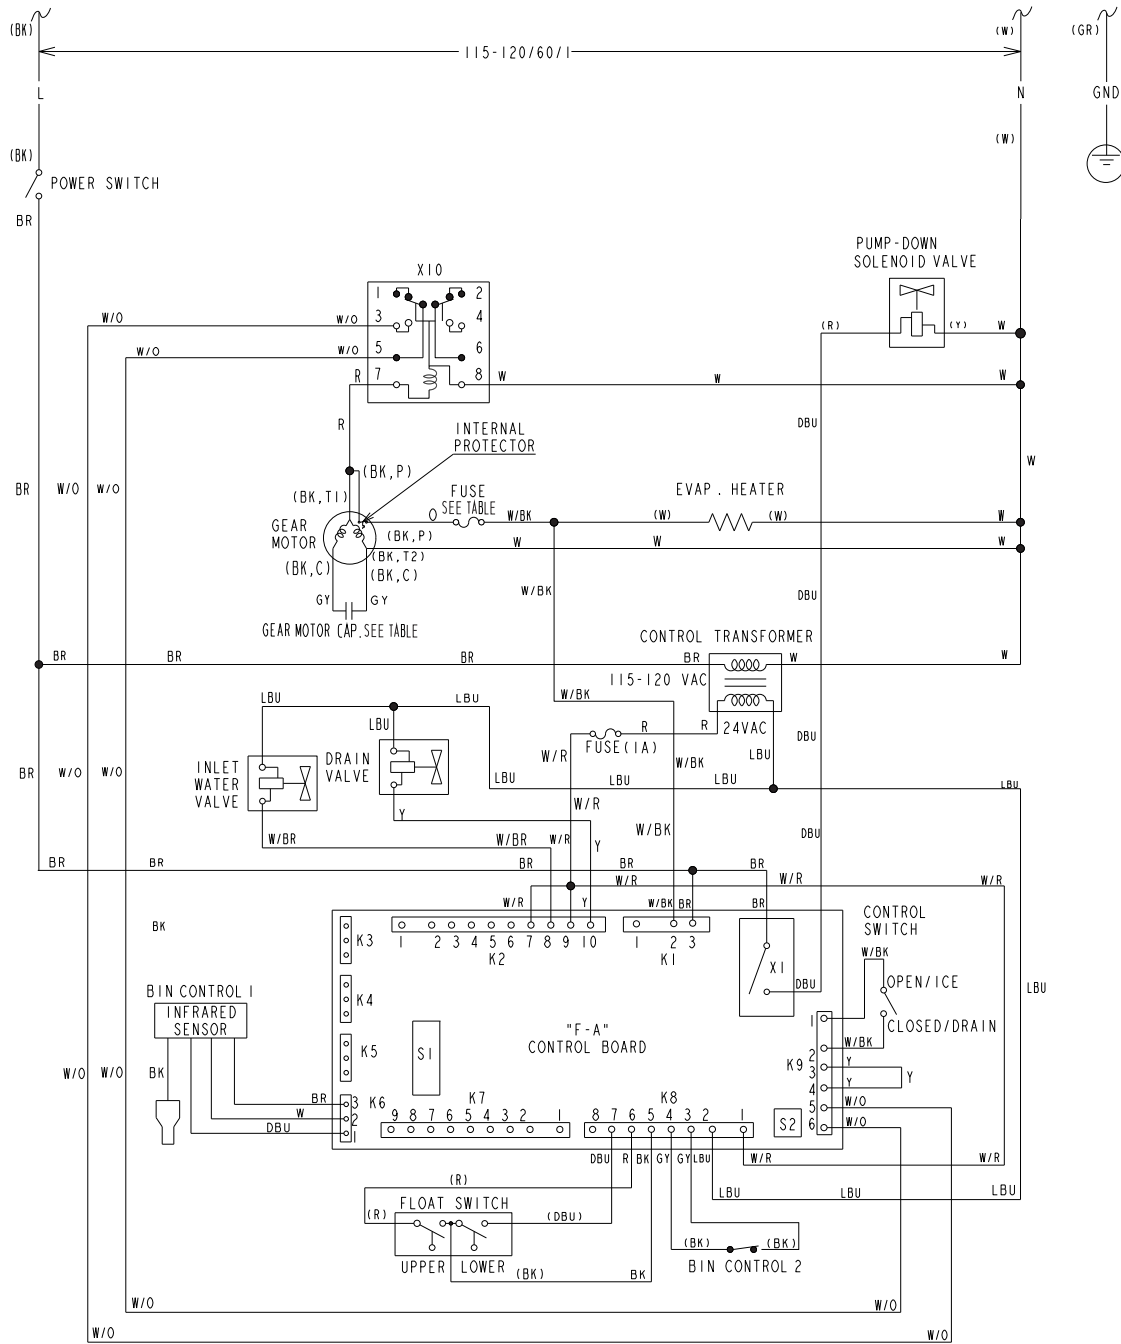 (BK)
(W)
(GR)
115-120/60/1
L
N
GND
(BK)
(W)
POWER SWITCH
BR
PUMP-DOWN
SOLENOID VALVE
X10
1
2
W/O
W/O
3
4
(R)
(Y)
W
W/O
W/O
5
6
R
7
8
W
W
W
R
DBU
INTERNAL
PROTECTOR
W
(BK,P)
BR
W/O
W/O
(BK,T1)
FUSE
SEE TABLE
EVAP. HEATER
O
W/BK
(W)
(W)
W
GEAR
MOTOR
(BK,P)
W
W
W
(BK,T2)
(BK,C)
(BK,C)
W/BK
DBU
GY
GY
GEAR MOTOR CAP. SEE TABLE
CONTROL TRANSFORMER
BR
BR
BR
BR
W
W
115-120 VAC
LBU
LBU
W/BK
LBU
R
R
24VAC
DBU
FUSE(1A)
W/R
LBU
W/BK
INLET
WATER
VALVE
DRAIN
VALVE
BR
W/O
W/O
LBU
LBU
LBU
LBU
W/R
Y
W/BK
DBU
W/BR
W/BR
W/R
Y
BR
BR
BR
BR
BR
W/R
W/R
W/R
W/R
Y
W/BK
BR
BR
BK
CONTROL
SWITCH
K3
1
2
3
4
5
6
7
8
9
10
K2
1
2
3
K1
W/BK
X1
DBU
OPEN/ICE
LBU
BIN CONTROL 1
INFRARED
SENSOR
K4
1
CLOSED/DRAIN
"F-A"
CONTROL BOARD
S1
K5
W/BK
2
K9
3
Y
Y
4
Y
BK
W/O
W/O
BR
3
K6
W
2
DBU
1
K7
9
8
7
6
5
4
3
2
1
K8
8
7
6
5
4
3
2
1
S2
5
W/O
6
W/O
DBU
R
BK
GY
GY
LBU
W/R
W/R
(R)
LBU
LBU
LBU
FLOAT SWITCH
(R)
(DBU)
(BK)
(BK)
UPPER
LOWER
(BK)
BK
BIN CONTROL 2
W/O
W/O
W/O
W/O